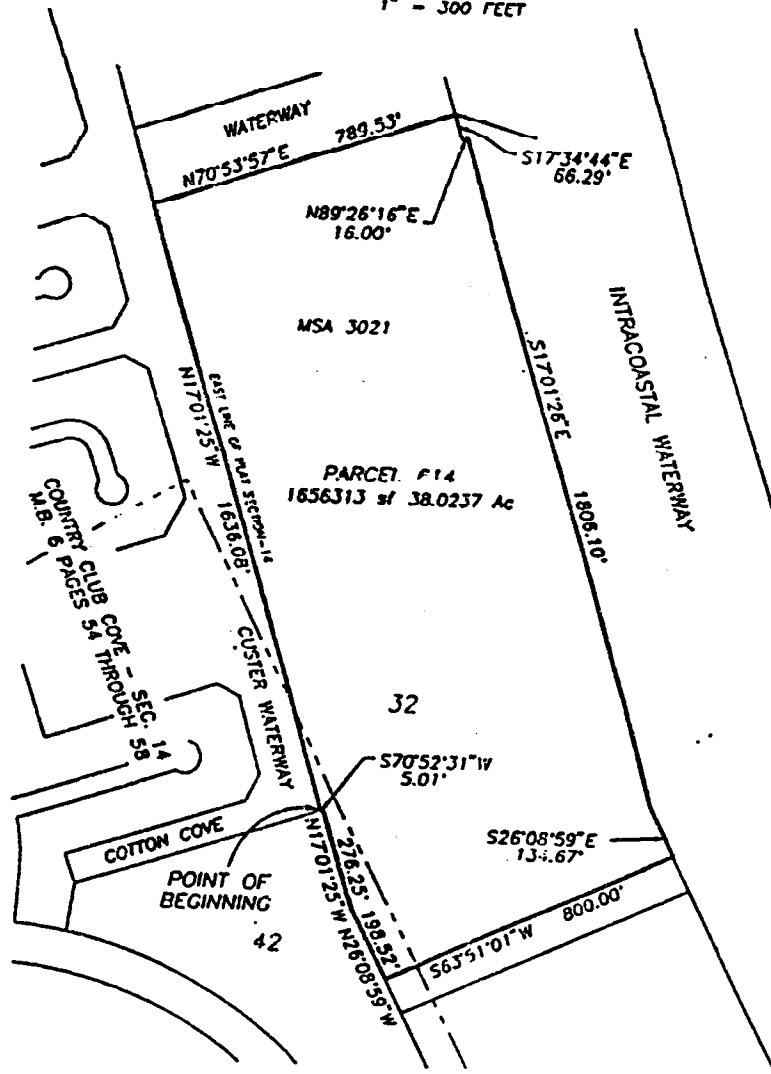 1" = 300 FEET
WATERWAY
N70°53'57"E 789.53'
S17°34'44"E
66.29'
N89°26'16"E
16.00'
MSA 3021
INTRACOASTAL WATERWAY
S17°01'26"E 1806.10'
EAST LINE OF PLAT SECTION-14
N17°01'25"W 1636.08'
PARCEL F14
1656313 sf 38.0237 Ac
COUNTRY CLUB COVE - SEC. 14
M.B. 6 PAGES 54 THROUGH 58
CUSTER WATERWAY
32
S70°52'31"W
5.01'
COTTON COVE
POINT OF
BEGINNING
42
N17°01'25"W 276.25'
N26°08'59"W 198.52'
S26°08'59"E
S63°51'01"W 800.00'